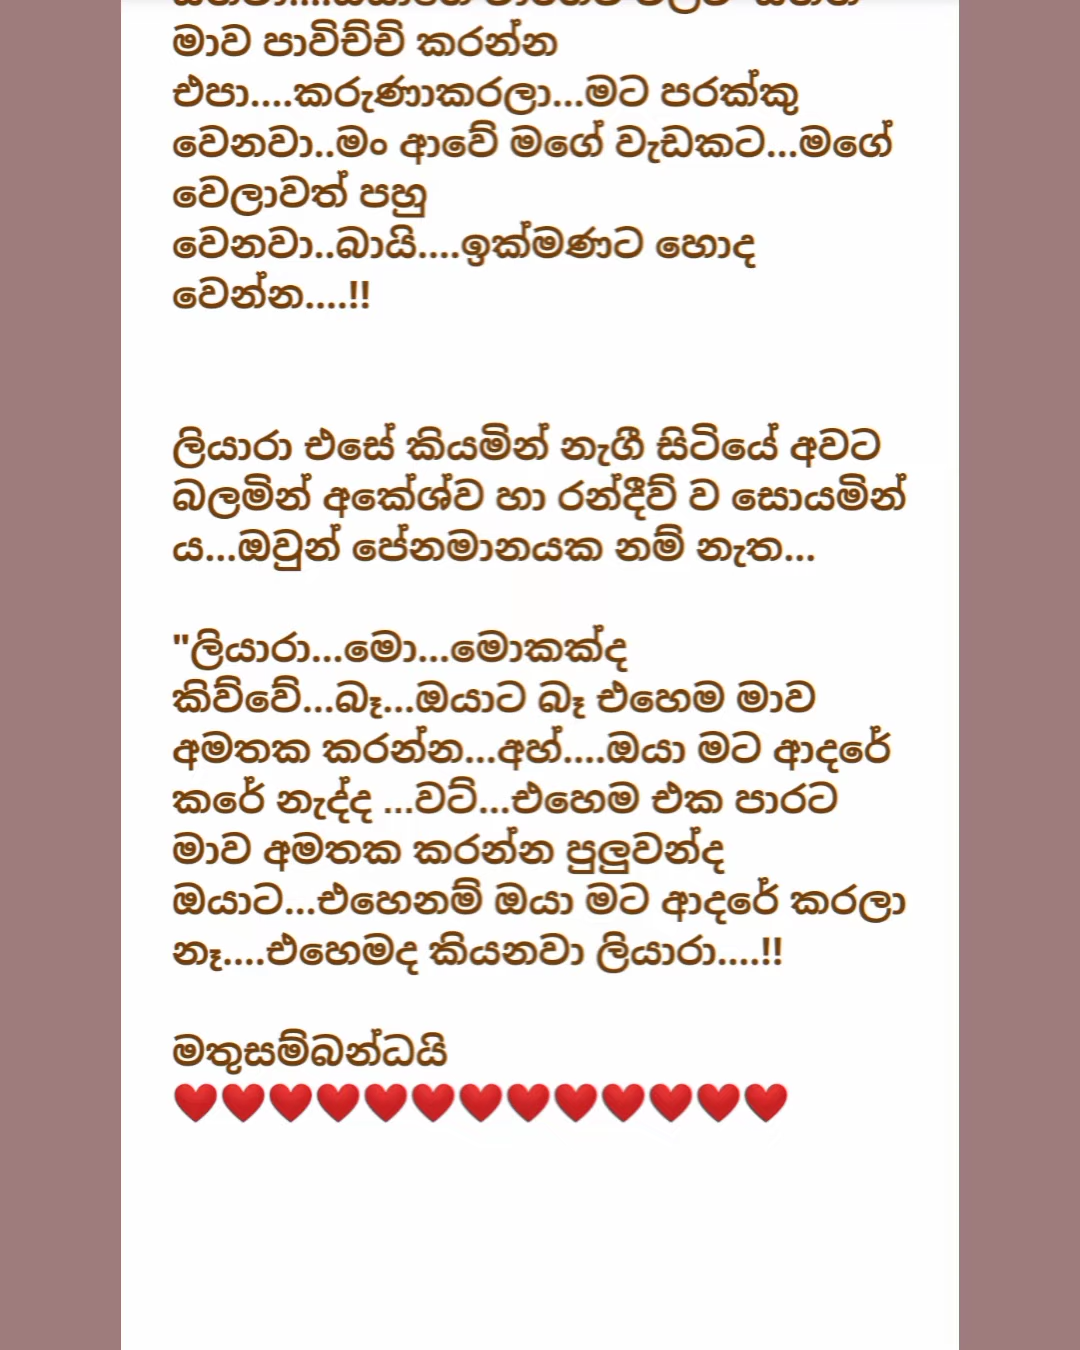 මාව පාවිච්චි කරන්න
එපා....කරුණාකරලා...මට පරක්කු
වෙනවා..මං ආවේ මගේ වැඩකට...මගේ
වෙලාවත් පහු
වෙනවා..බායි....ඉක්මණට හොද
වෙන්න....!!
ලියාරා එසේ කියමින් නැගී සිටියේ අවට
බලමින් අකේශ්ව හා රන්දීව් ව සොයමින්
ය...ඔවුන් පේනමානයක නම් නැත...
"ලියාරා...මො...මොකක්ද
කිව්වේ...බෑ...ඔයාට බෑ එහෙම මාව
අමතක කරන්න...අහ්....ඔයා මට ආදරේ
කරේ නැද්ද ...වට්...එහෙම එක පාරට
මාව අමතක කරන්න පුලුවන්ද
ඔයාට...එහෙනම් ඔයා මට ආදරේ කරලා
නෑ....එහෙමද කියනවා ලියාරා....!!
මතුසම්බන්ධයි
❤❤❤❤❤❤❤❤❤❤❤❤❤